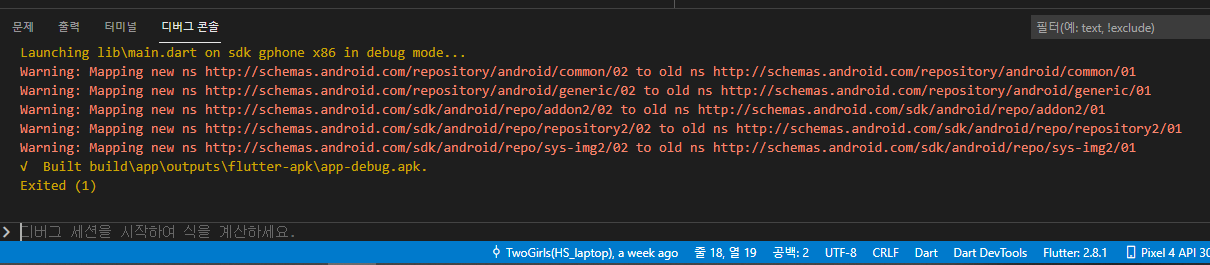 문제 출력 터미널 디버그 콘솔 필터(예: text, !exclude)
Launching lib\main.dart on sdk gphone x86 in debug mode...
Warning: Mapping new ns http://schemas.android.com/repository/android/common/02 to old ns http://schemas.android.com/repository/android/common/01
Warning: Mapping new ns http://schemas.android.com/repository/android/generic/02 to old ns http://schemas.android.com/repository/android/generic/01
Warning: Mapping new ns http://schemas.android.com/sdk/android/repo/addon2/02 to old ns http://schemas.android.com/sdk/android/repo/addon2/01
Warning: Mapping new ns http://schemas.android.com/sdk/android/repo/repository2/02 to old ns http://schemas.android.com/sdk/android/repo/repository2/01
Warning: Mapping new ns http://schemas.android.com/sdk/android/repo/sys-img2/02 to old ns http://schemas.android.com/sdk/android/repo/sys-img2/01
√ Built build\app\outputs\flutter-apk\app-debug.apk.
Exited (1)
디버그 세션을 시작하여 식을 계산하세요.
TwoGirls(HS_laptop), a week ago 줄 18, 열 19 공백: 2 UTF-8 CRLF Dart Dart DevTools Flutter: 2.8.1 Pixel 4 API 30